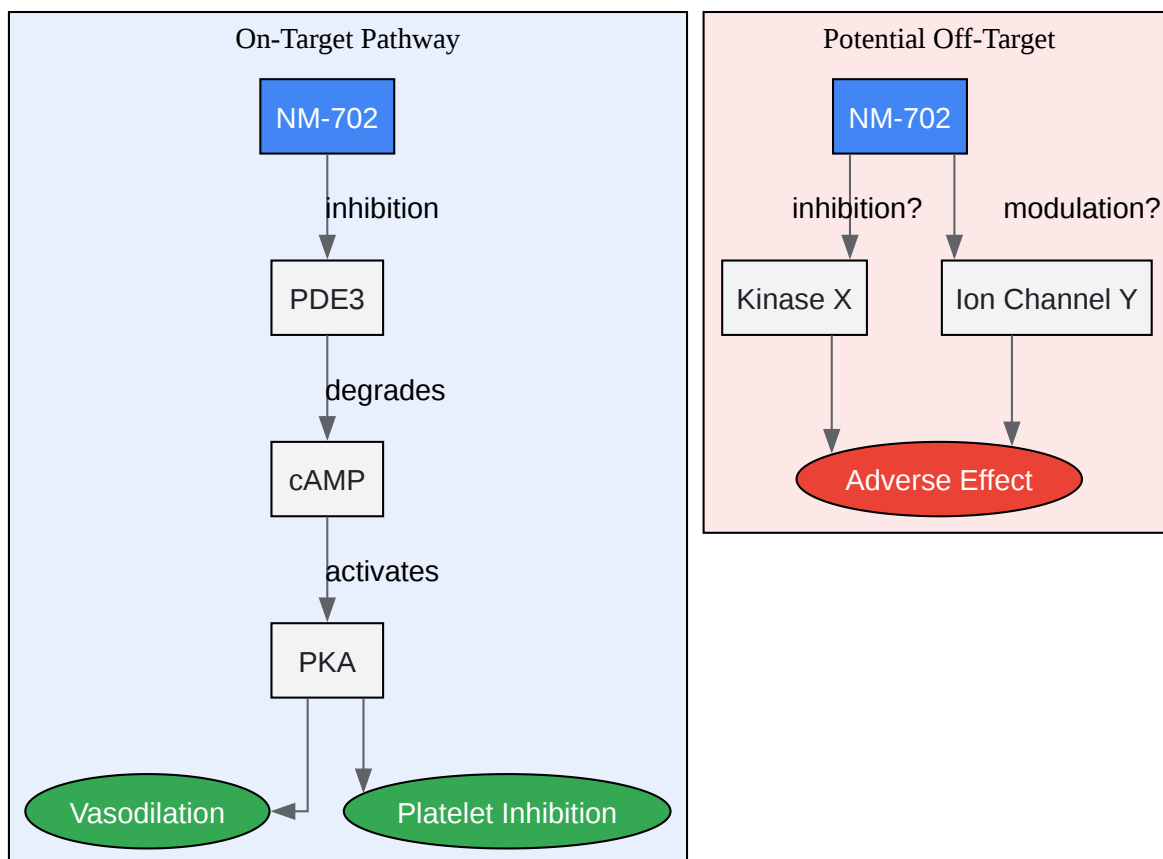 On-Target Pathway
NM-702
inhibition
PDE3
degrades
cAMP
activates
PKA
Vasodilation
Platelet Inhibition
Potential Off-Target
NM-702
inhibition?
modulation?
Kinase X
Ion Channel Y
Adverse Effect